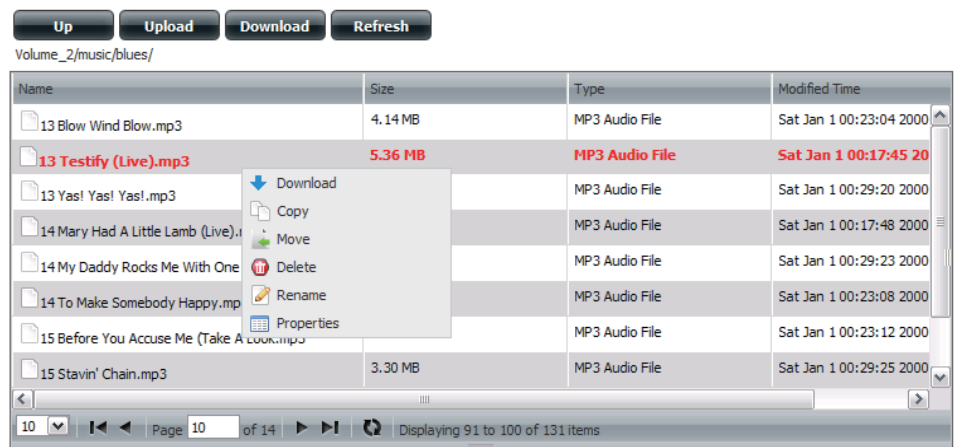 Up Upload Download Refresh
Volume_2/music/blues/
Name Size Type Modified Time
13 Blow Wind Blow.mp3 4.14 MB MP3 Audio File Sat Jan 1 00:23:04 2000
13 Testify (Live).mp3 5.36 MB MP3 Audio File Sat Jan 1 00:17:45 20
Download
13 Yas! Yas! Yas!.mp3 MP3 Audio File Sat Jan 1 00:29:20 2000
Copy
14 Mary Had A Little Lamb (Live). MP3 Audio File Sat Jan 1 00:17:48 2000
Move
14 My Daddy Rocks Me With One MP3 Audio File Sat Jan 1 00:29:23 2000
Delete
14 To Make Somebody Happy.mp MP3 Audio File Sat Jan 1 00:23:08 2000
Rename
Properties
15 Before You Accuse Me (Take A Look.mp3 MP3 Audio File Sat Jan 1 00:23:12 2000
15 Stavin' Chain.mp3 3.30 MB MP3 Audio File Sat Jan 1 00:29:25 2000
10 Page 10 of 14 Displaying 91 to 100 of 131 items